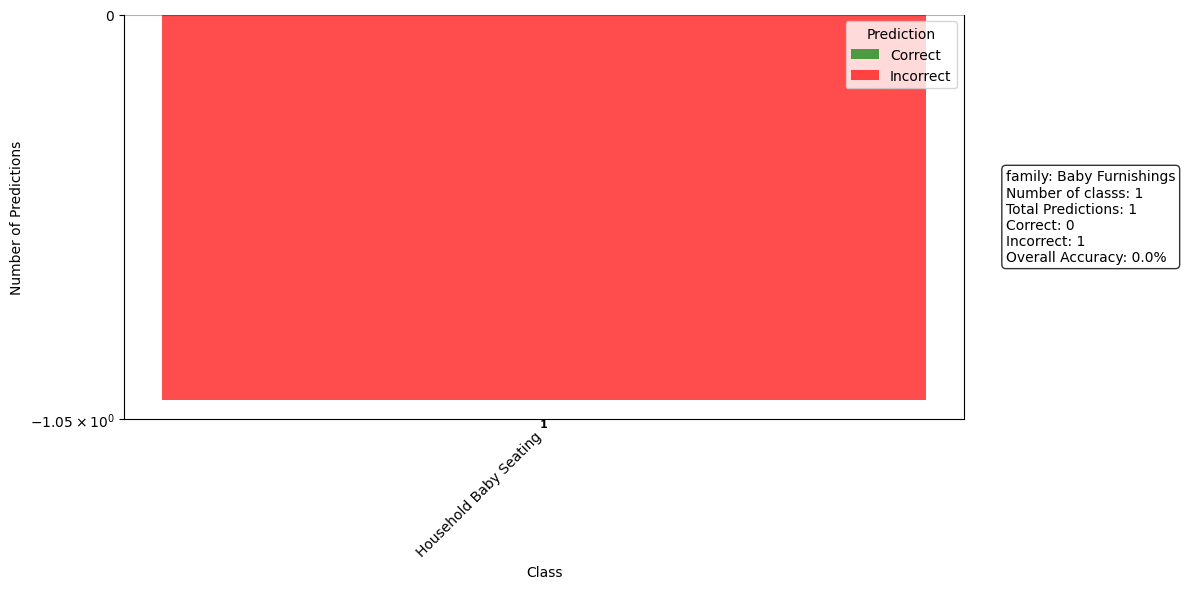 0
Prediction
Correct
Incorrect
Number of Predictions
family: Baby Furnishings
Number of classs: 1
Total Predictions: 1
Correct: 0
Incorrect: 1
Overall Accuracy: 0.0%
−1.05 × 10⁰
1
Household Baby Seating
Class